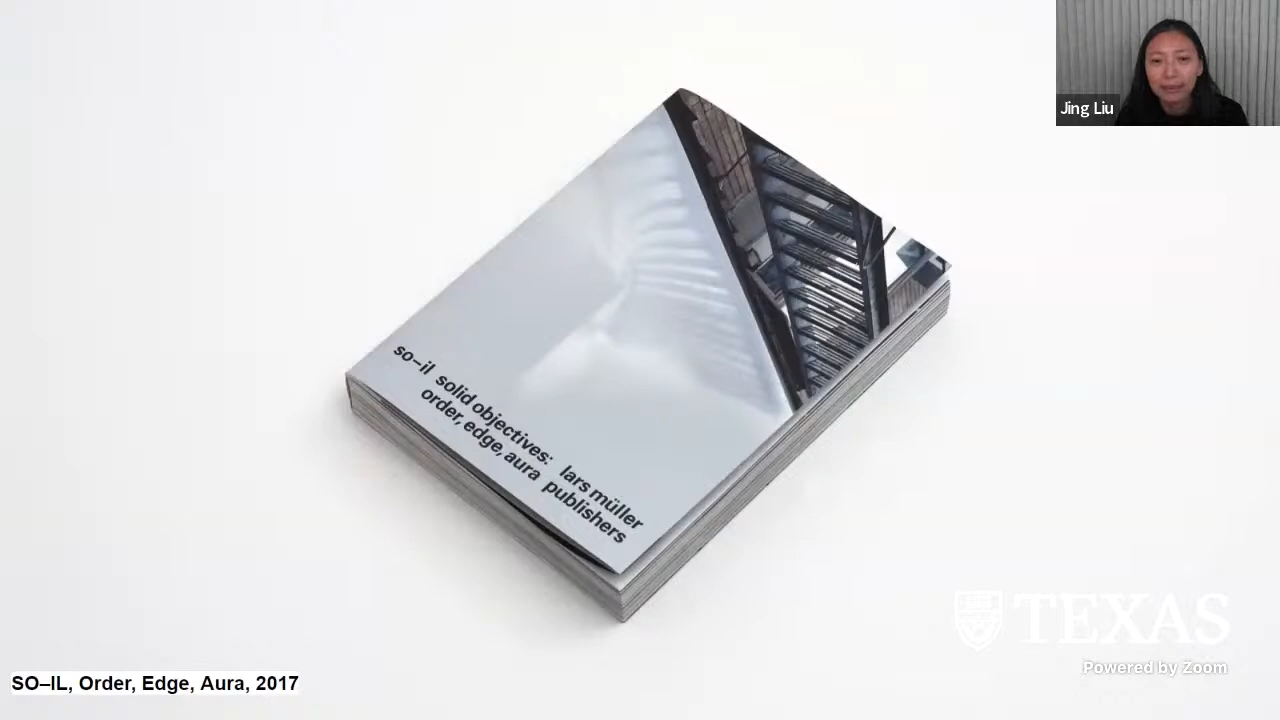 Jing Liu
so–il solid objectives: lars müller
order, edge, aura publishers
TEXAS
Powered by Zoom
SO–IL, Order, Edge, Aura, 2017